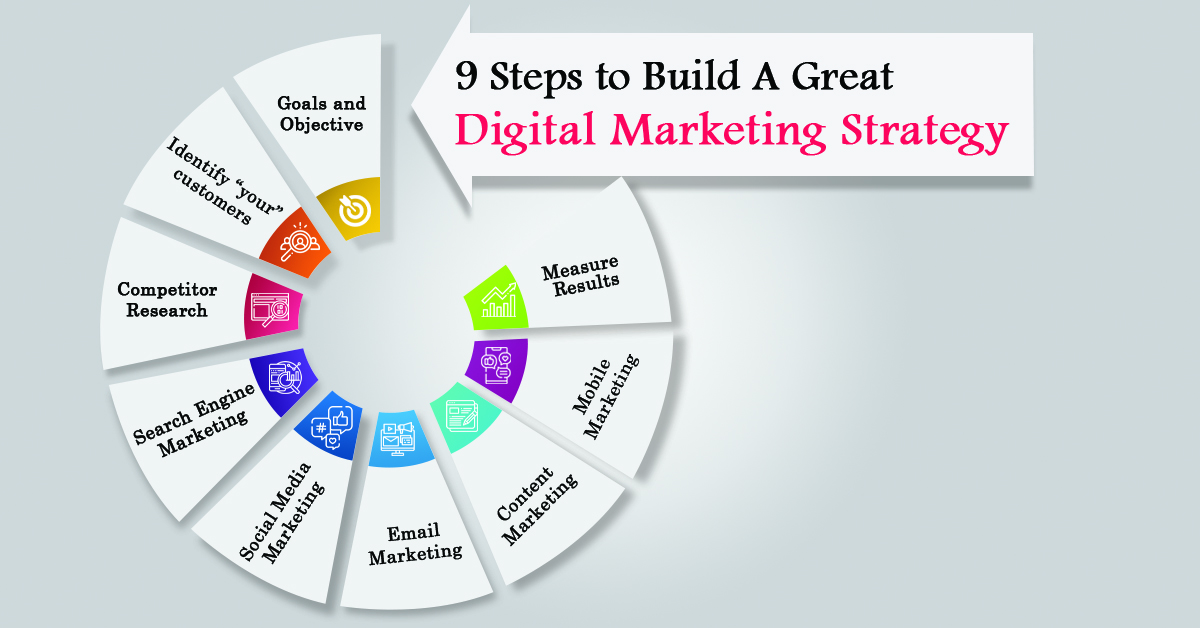 9 Steps to Build A Great
Digital Marketing Strategy
Goals and
Objective
Identify “your”
customers
Competitor
Research
Search Engine
Marketing
Social Media
Marketing
Email
Marketing
Content
Marketing
Mobile
Marketing
Measure
Results
#